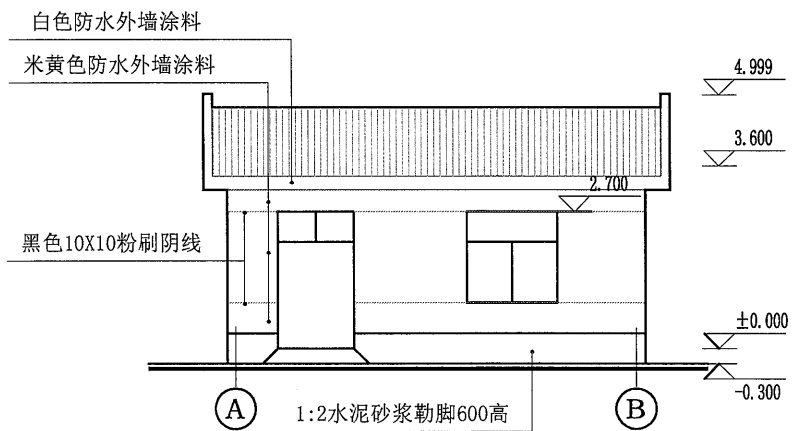 白色防水外墙涂料
米黄色防水外墙涂料
4.999
3.600
2.700
黑色10X10粉刷阴线
±0.000
-0.300
A
1:2水泥砂浆勒脚600高
B